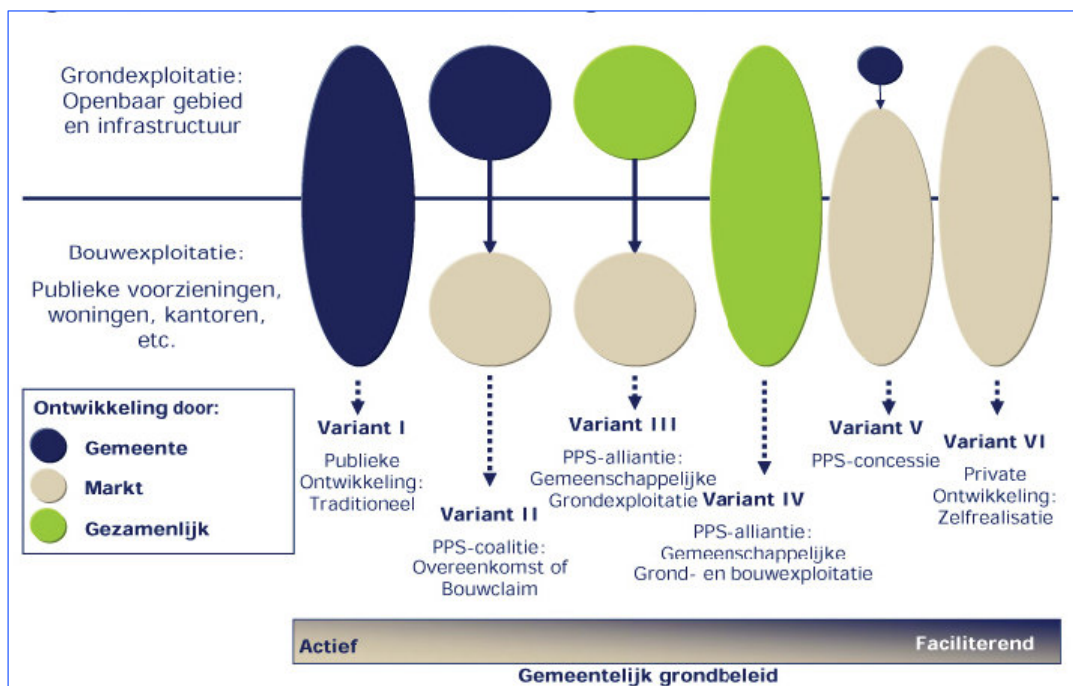 Grondexploitatie:
Openbaar gebied
en infrastructuur
Bouwexploitatie:
Publieke voorzieningen,
woningen, kantoren,
etc.
Ontwikkeling door:
Gemeente
Markt
Gezamenlijk
Variant I
Publieke
Ontwikkeling:
Traditioneel
Variant II
PPS-coalitie:
Overeenkomst of
Bouwclaim
Variant III
PPS-alliantie:
Gemeenschappelijke
Grondexploitatie
Variant IV
PPS-alliantie:
Gemeenschappelijke
Grond- en bouwexploitatie
Variant V
PPS-concessie
Variant VI
Private
Ontwikkeling:
Zelfrealisatie
Actief
Faciliterend
Gemeentelijk grondbeleid